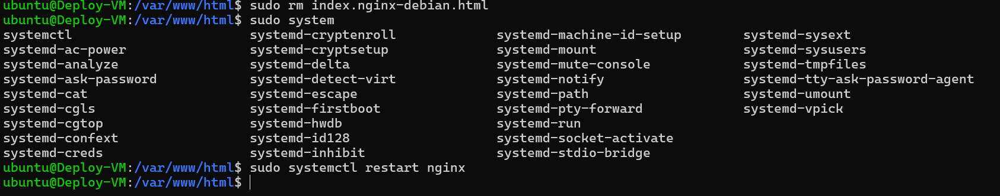 ubuntu@Deploy-VM:/var/www/html$ sudo rm index.nginx-debian.html
ubuntu@Deploy-VM:/var/www/html$ sudo system
systemctl systemd-cryptenroll systemd-machine-id-setup systemd-sysext
systemd-ac-power systemd-cryptsetup systemd-mount systemd-sysusers
systemd-analyze systemd-delta systemd-mute-console systemd-tmpfiles
systemd-ask-password systemd-detect-virt systemd-notify systemd-tty-ask-password-agent
systemd-cat systemd-escape systemd-path systemd-umount
systemd-cgls systemd-firstboot systemd-pty-forward systemd-vpick
systemd-cgtop systemd-hwdb systemd-run
systemd-confext systemd-id128 systemd-socket-activate
systemd-creds systemd-inhibit systemd-stdio-bridge
ubuntu@Deploy-VM:/var/www/html$ sudo systemctl restart nginx
ubuntu@Deploy-VM:/var/www/html$